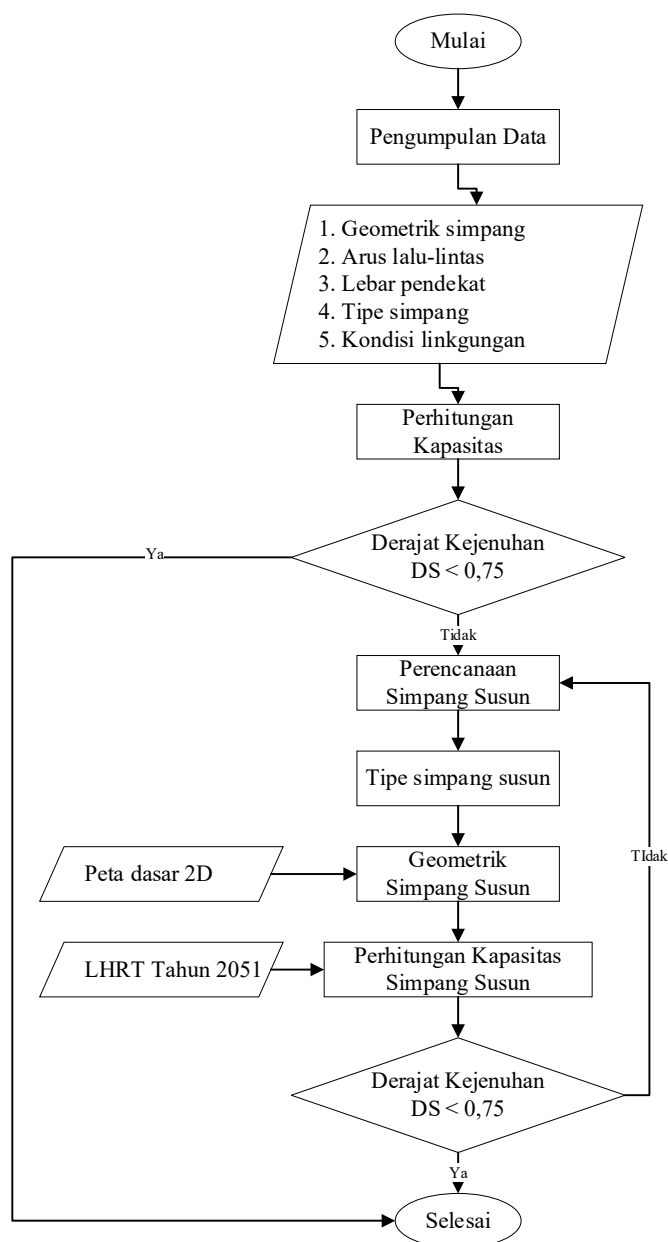 Mulai
Pengumpulan Data
1. Geometrik simpang
2. Arus lalu-lintas
3. Lebar pendekat
4. Tipe simpang
5. Kondisi linkgungan
Perhitungan
Kapasitas
Derajat Kejenuhan
DS < 0,75
Ya
Tidak
Perencanaan
Simpang Susun
Tipe simpang susun
Peta dasar 2D
Geometrik
Simpang Susun
TIdak
LHRT Tahun 2051
Perhitungan Kapasitas
Simpang Susun
Derajat Kejenuhan
DS < 0,75
Ya
Selesai